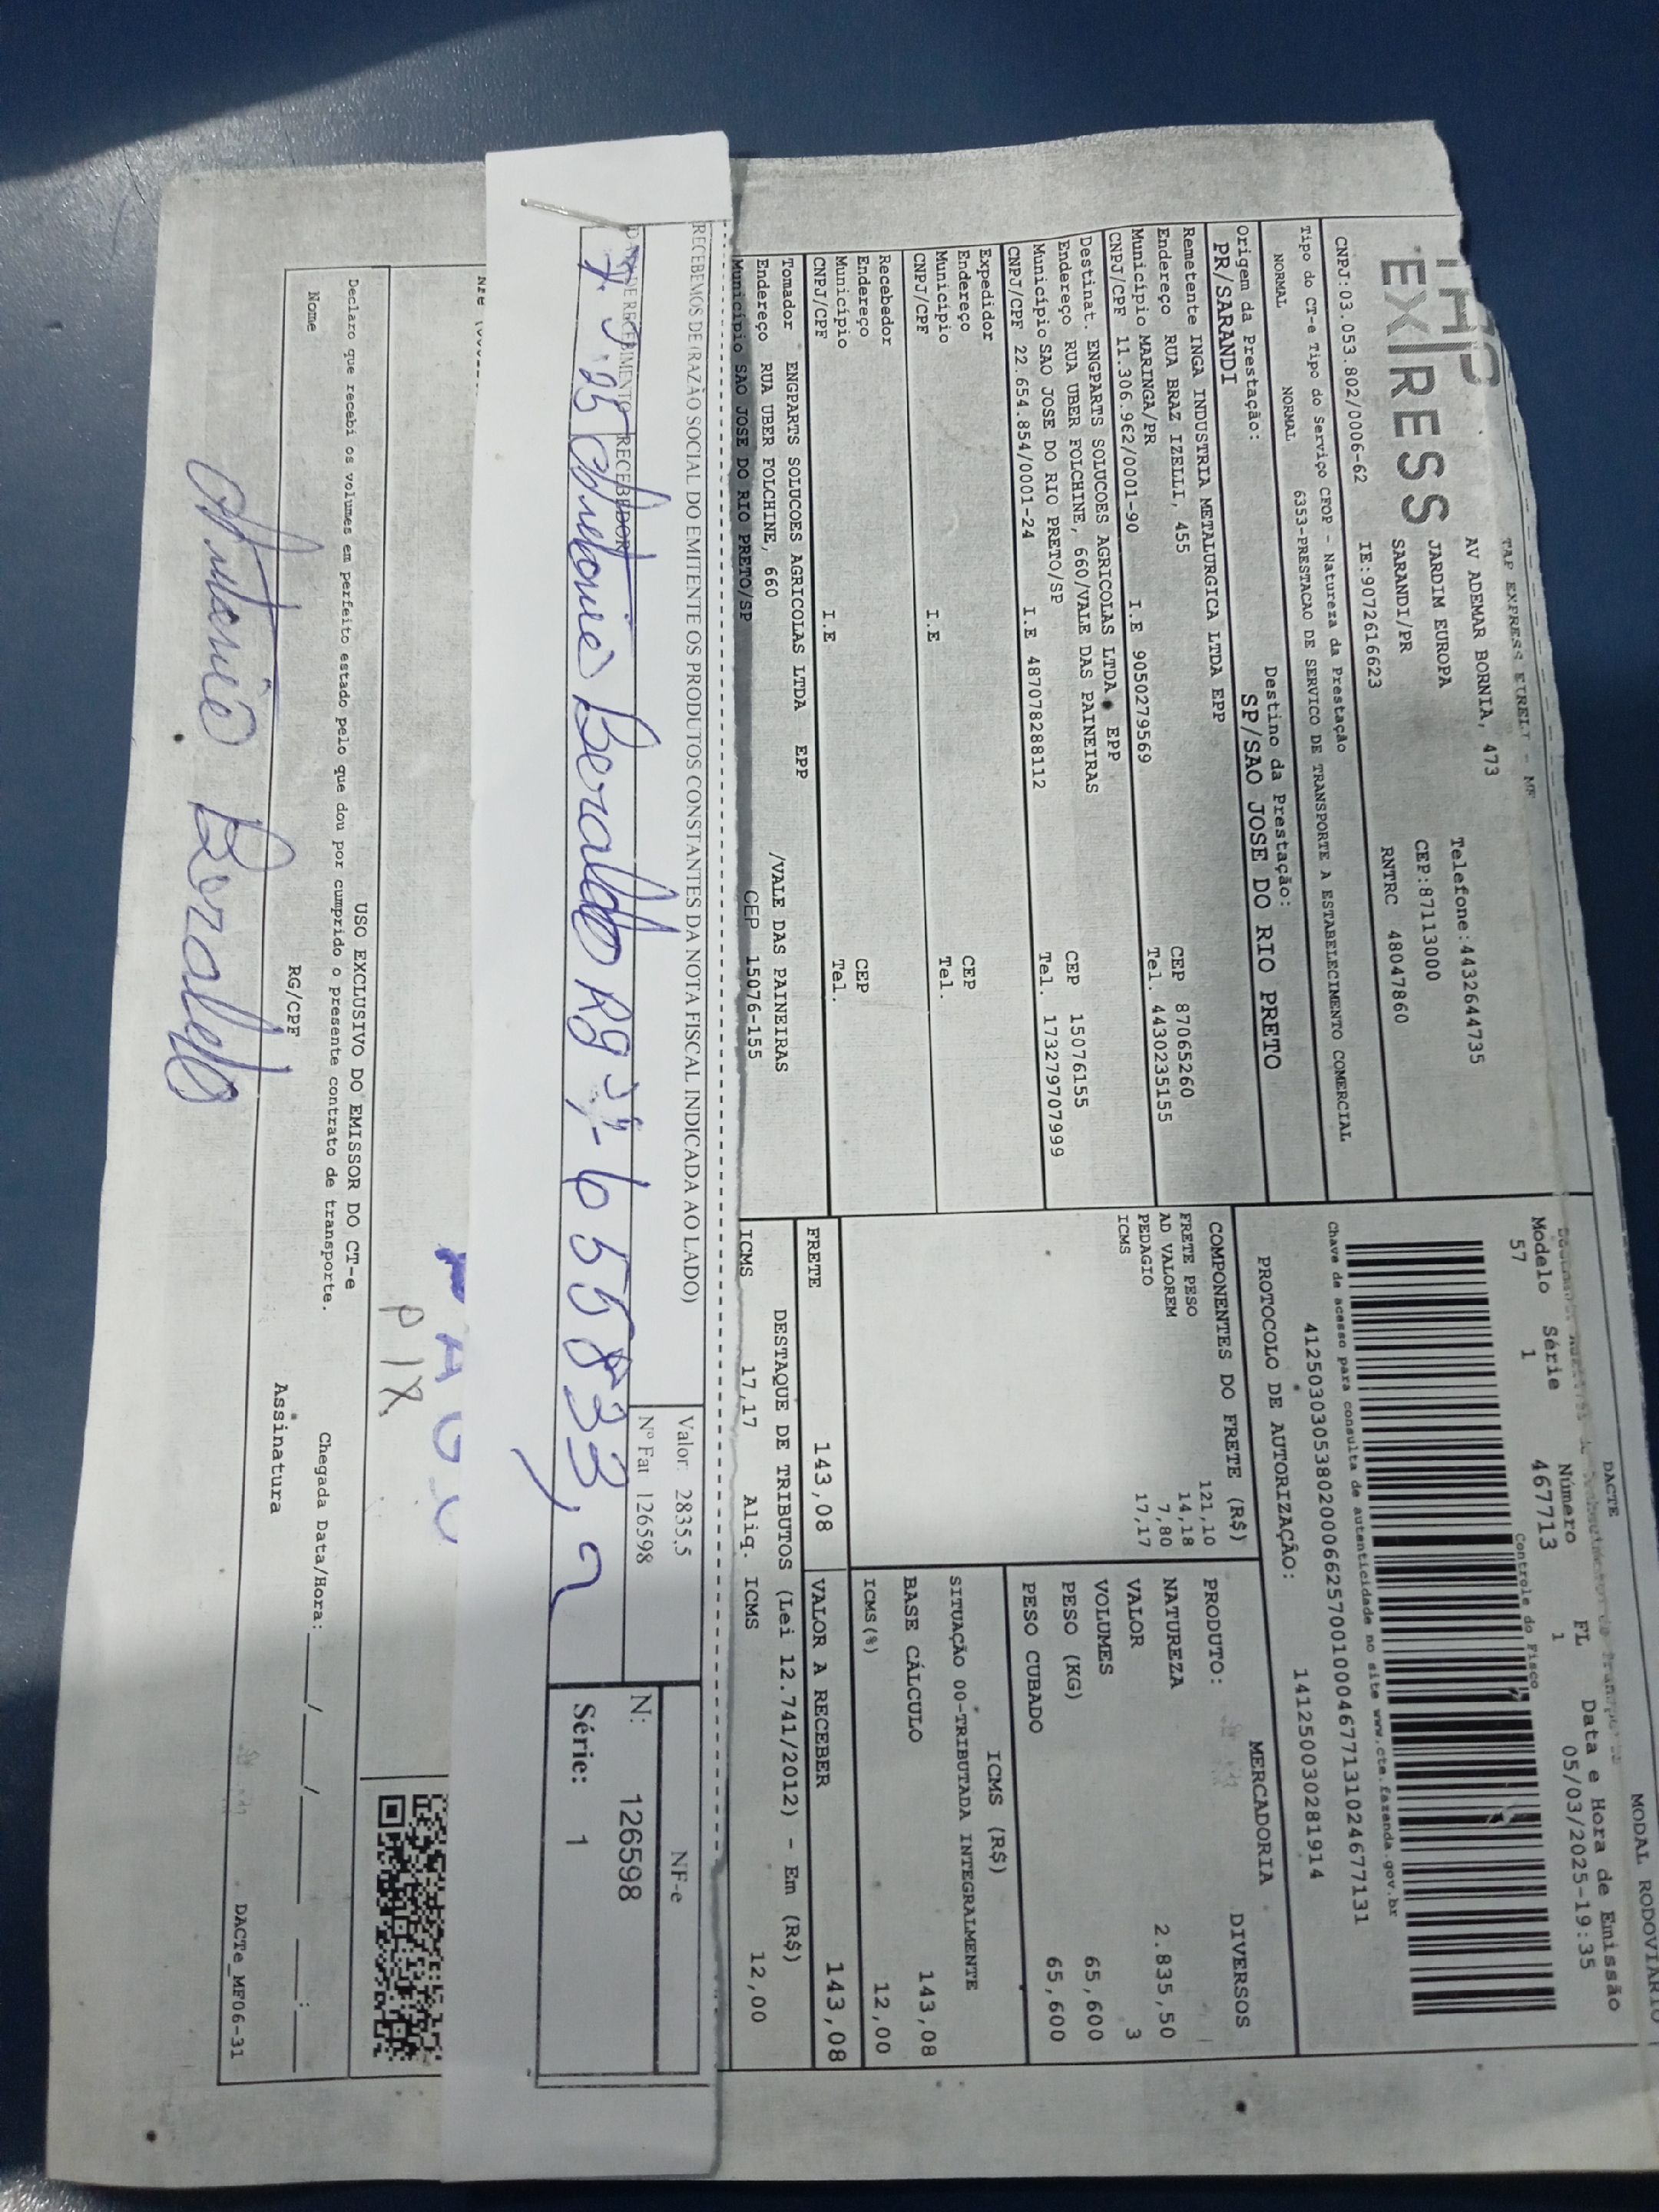 MODAL RODOVIÁRIO
DACTE
TAP EXPRESS EIRELI - ME
EXPRESS
AV ADEMAR BORNIA, 473
JARDIM EUROPA
SARANDI/PR
Telefone:4432644735
CEP:87113000
RNTRC 48047860
CNPJ:03.053.802/0006-62 IE:9072616623
Modelo Série Número FL Data e Hora de Emissão
57 1 467713 1 05/03/2025-19:35
Controle do Fisco
Tipo do CT-e Tipo do Serviço CFOP - Natureza da Prestação
NORMAL NORMAL 6353-PRESTACAO DE SERVICO DE TRANSPORTE A ESTABELECIMENTO COMERCIAL
Chave de acesso para consulta de autenticidade no site www.cte.fazenda.gov.br
41250303053802000662570010004677131024677131
Origem da Prestação: Destino da Prestação:
PR/SARANDI SP/SAO JOSE DO RIO PRETO
PROTOCOLO DE AUTORIZAÇÃO: 141250030281914
Remetente INGA INDUSTRIA METALURGICA LTDA EPP
Endereço RUA BRAZ IZELLI, 455 CEP 87065260
Município MARINGA/PR Tel. 4430235155
CNPJ/CPF 11.306.962/0001-90 I.E 9050279569
Destinat. ENGPARTS SOLUCOES AGRICOLAS LTDA EPP
Endereço RUA UBER FOLCHINE, 660/VALE DAS PAINEIRAS CEP 15076155
Município SAO JOSE DO RIO PRETO/SP Tel. 173279707999
CNPJ/CPF 22.654.854/0001-24 I.E 487078288112
Expedidor
Endereço CEP
Município Tel.
CNPJ/CPF I.E
Recebedor
Endereço CEP
Município Tel.
CNPJ/CPF I.E
Tomador ENGPARTS SOLUCOES AGRICOLAS LTDA EPP
Endereço RUA UBER FOLCHINE, 660 /VALE DAS PAINEIRAS
Município SAO JOSE DO RIO PRETO/SP CEP 15076-155
COMPONENTES DO FRETE (R$)
FRETE PESO 121,10
AD VALOREM 14,18
PEDAGIO 7,80
ICMS 17,17
MERCADORIA
PRODUTO: DIVERSOS
NATUREZA
VALOR 2.835,50
VOLUMES 3
PESO (KG) 65,600
PESO CUBADO 65,600
ICMS (R$)
SITUAÇÃO 00-TRIBUTADA INTEGRALMENTE
BASE CÁLCULO 143,08
ICMS(%) 12,00
FRETE 143,08 VALOR A RECEBER 143,08
DESTAQUE DE TRIBUTOS (Lei 12.741/2012) - Em (R$)
ICMS 17,17 Aliq. ICMS 12,00
RECEBEMOS DE (RAZÃO SOCIAL DO EMITENTE OS PRODUTOS CONSTANTES DA NOTA FISCAL INDICADA AO LADO)
Valor: 2835,5
Nº Fat 126598
NF-e
N: 126598
Série: 1
RECEBEDOR
Antonio Beraldo Rg
PIX
USO EXCLUSIVO DO EMISSOR DO CT-e
Declaro que recebi os volumes em perfeito estado pelo que dou por cumprido o presente contrato de transporte.
Nome RG/CPF Assinatura Chegada Data/Hora: / / :
Antonio Beraldo
DACTe_MF06-31